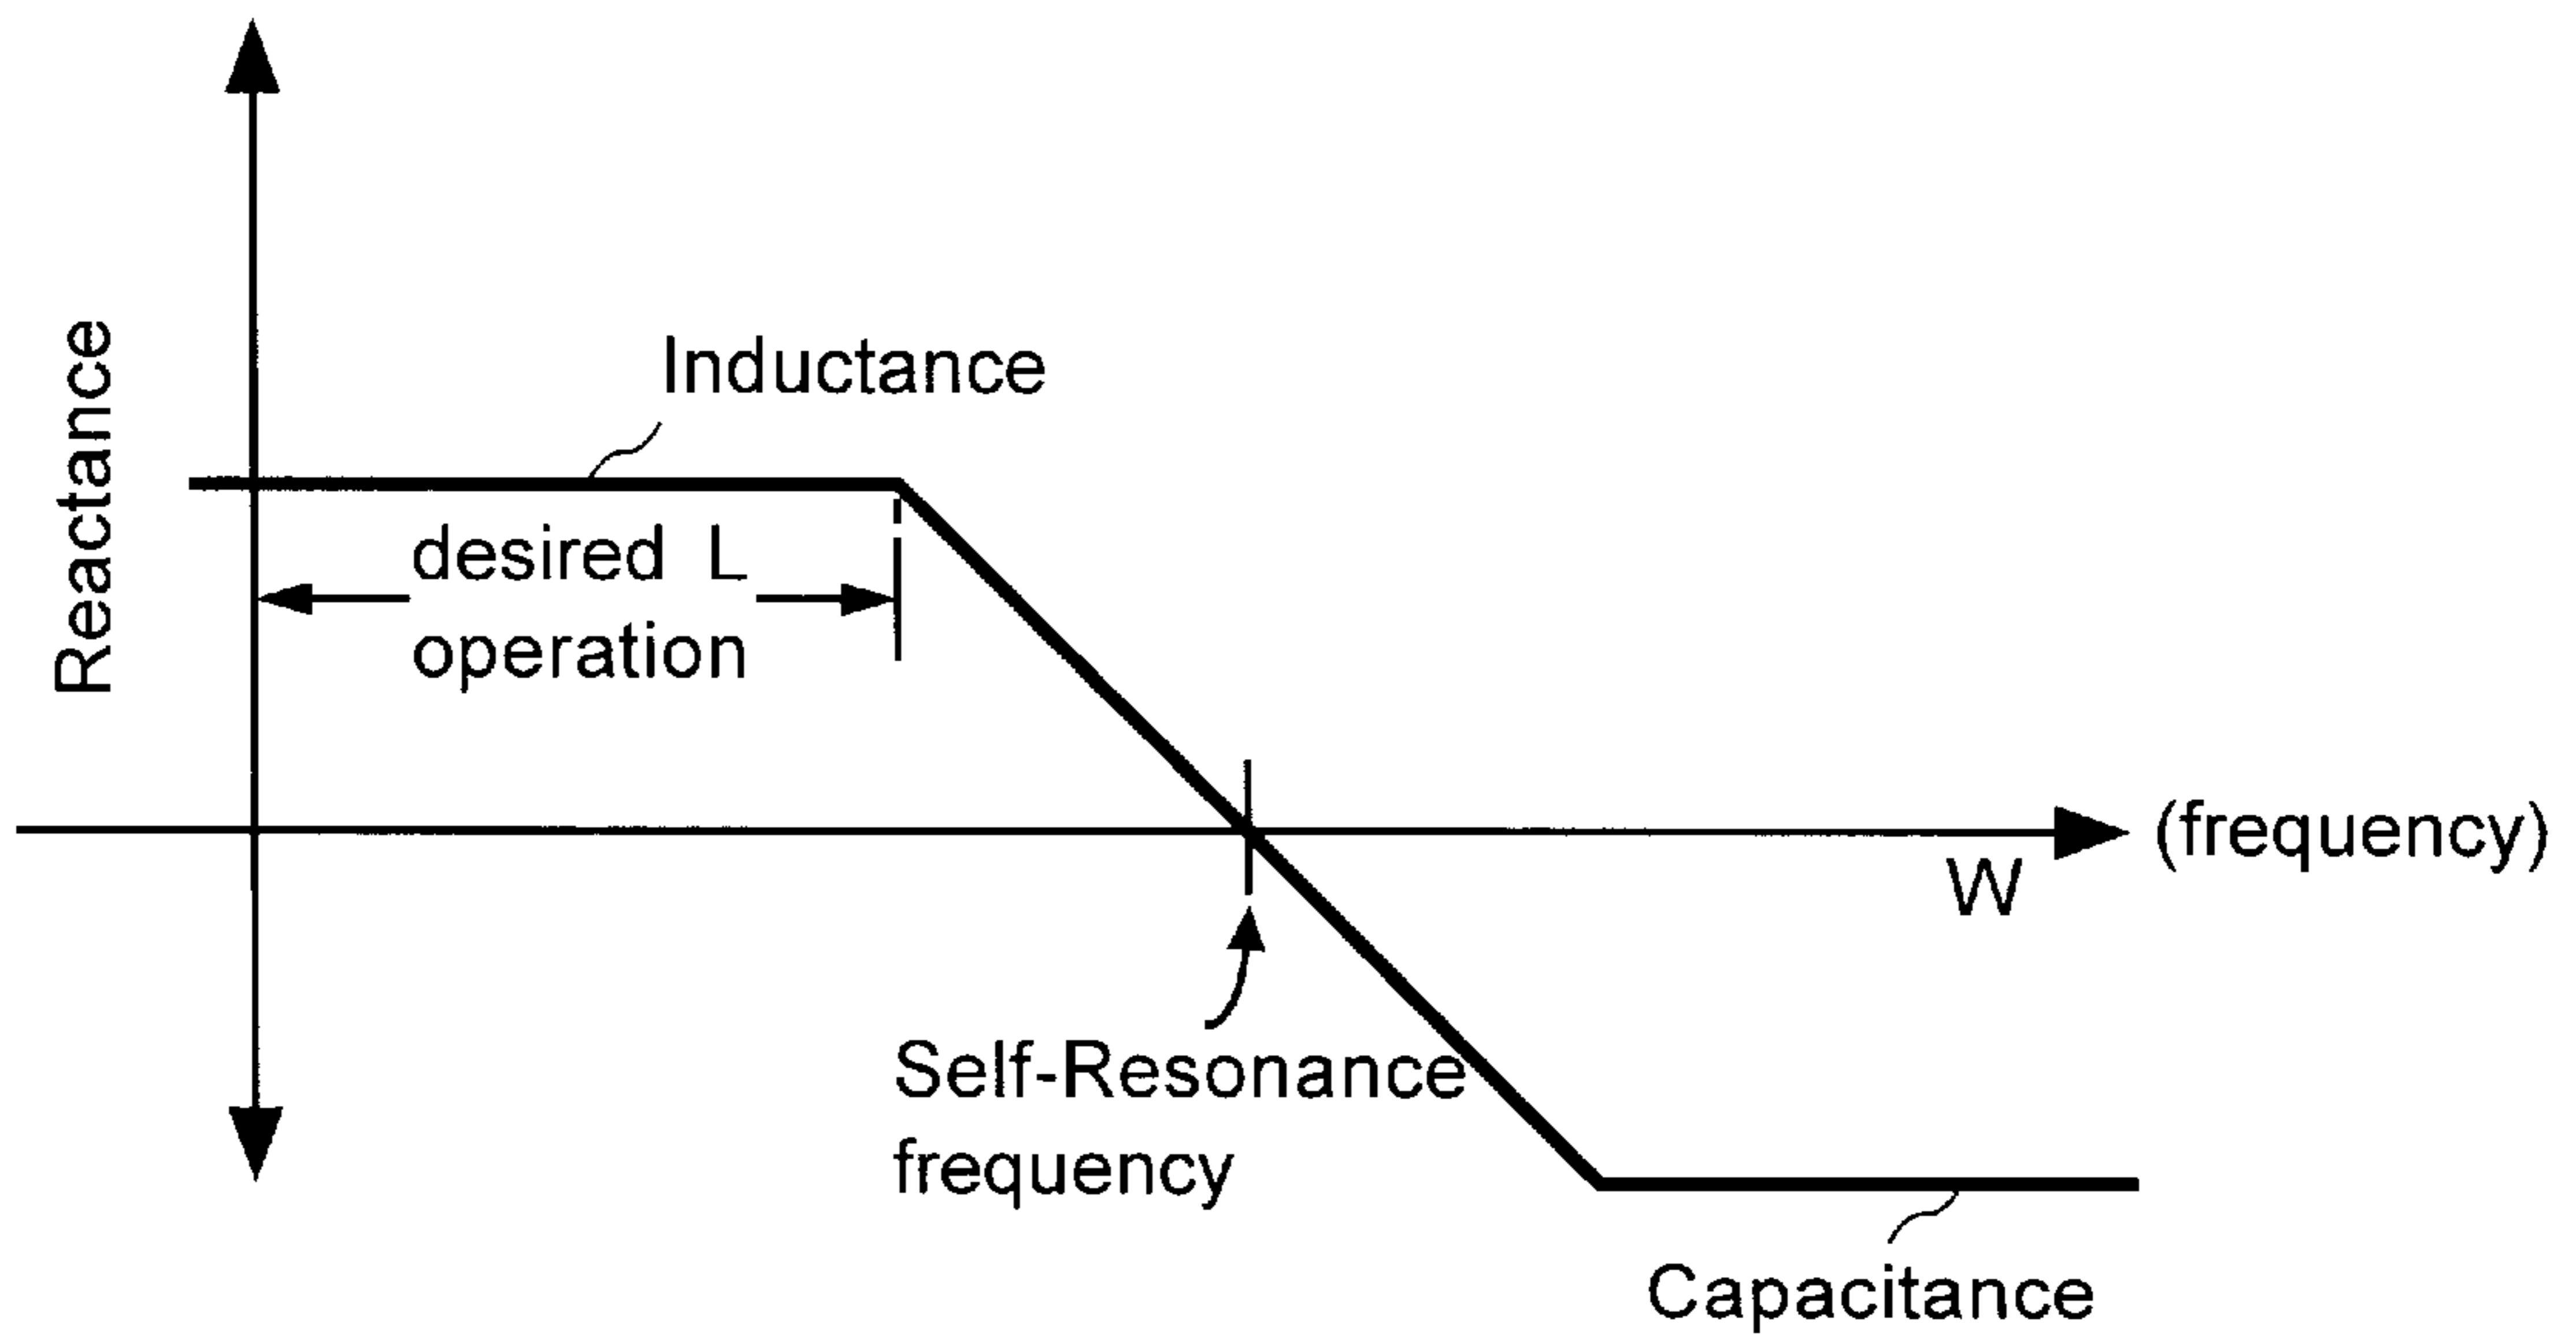 Reactance
Inductance
desired L
operation
(frequency)
W
Self-Resonance
frequency
Capacitance